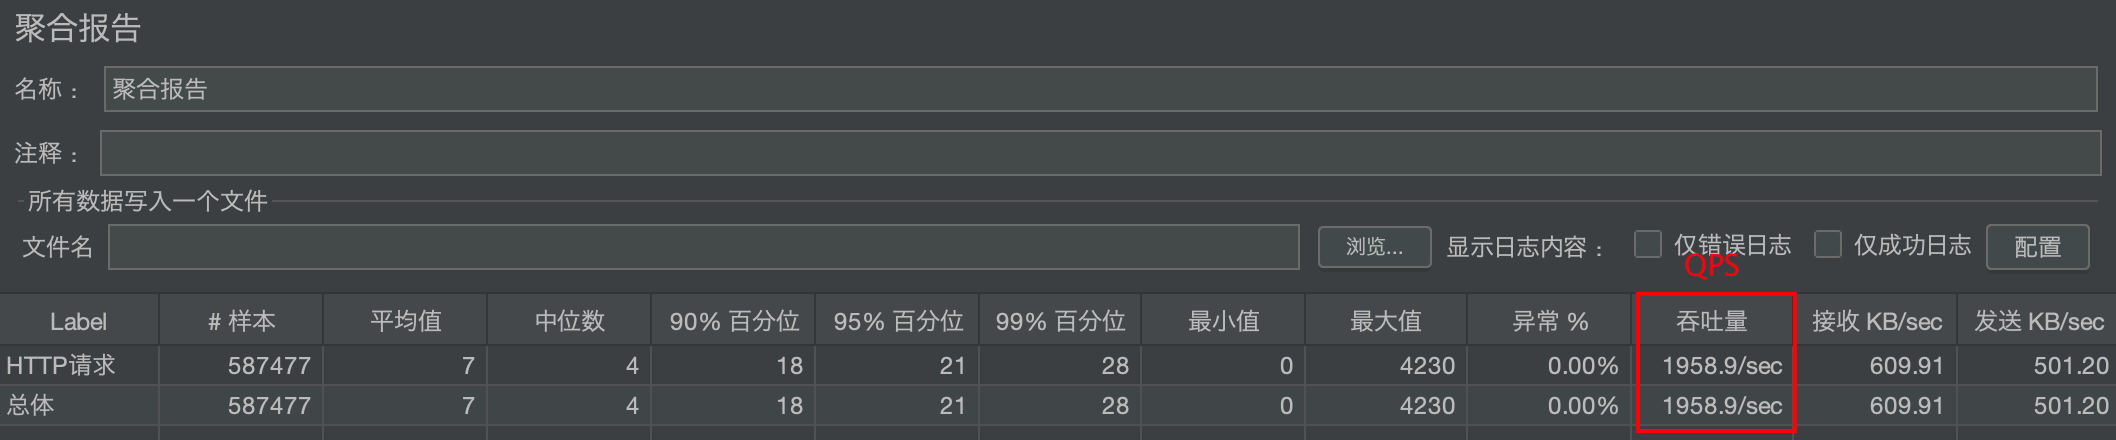 聚合报告
名称： 聚合报告
注释：
所有数据写入一个文件
文件名 浏览... 显示日志内容： 仅错误日志 仅成功日志 配置
QPS
Label # 样本 平均值 中位数 90% 百分位 95% 百分位 99% 百分位 最小值 最大值 异常 % 吞吐量 接收 KB/sec 发送 KB/sec
HTTP请求 587477 7 4 18 21 28 0 4230 0.00% 1958.9/sec 609.91 501.20
总体 587477 7 4 18 21 28 0 4230 0.00% 1958.9/sec 609.91 501.20